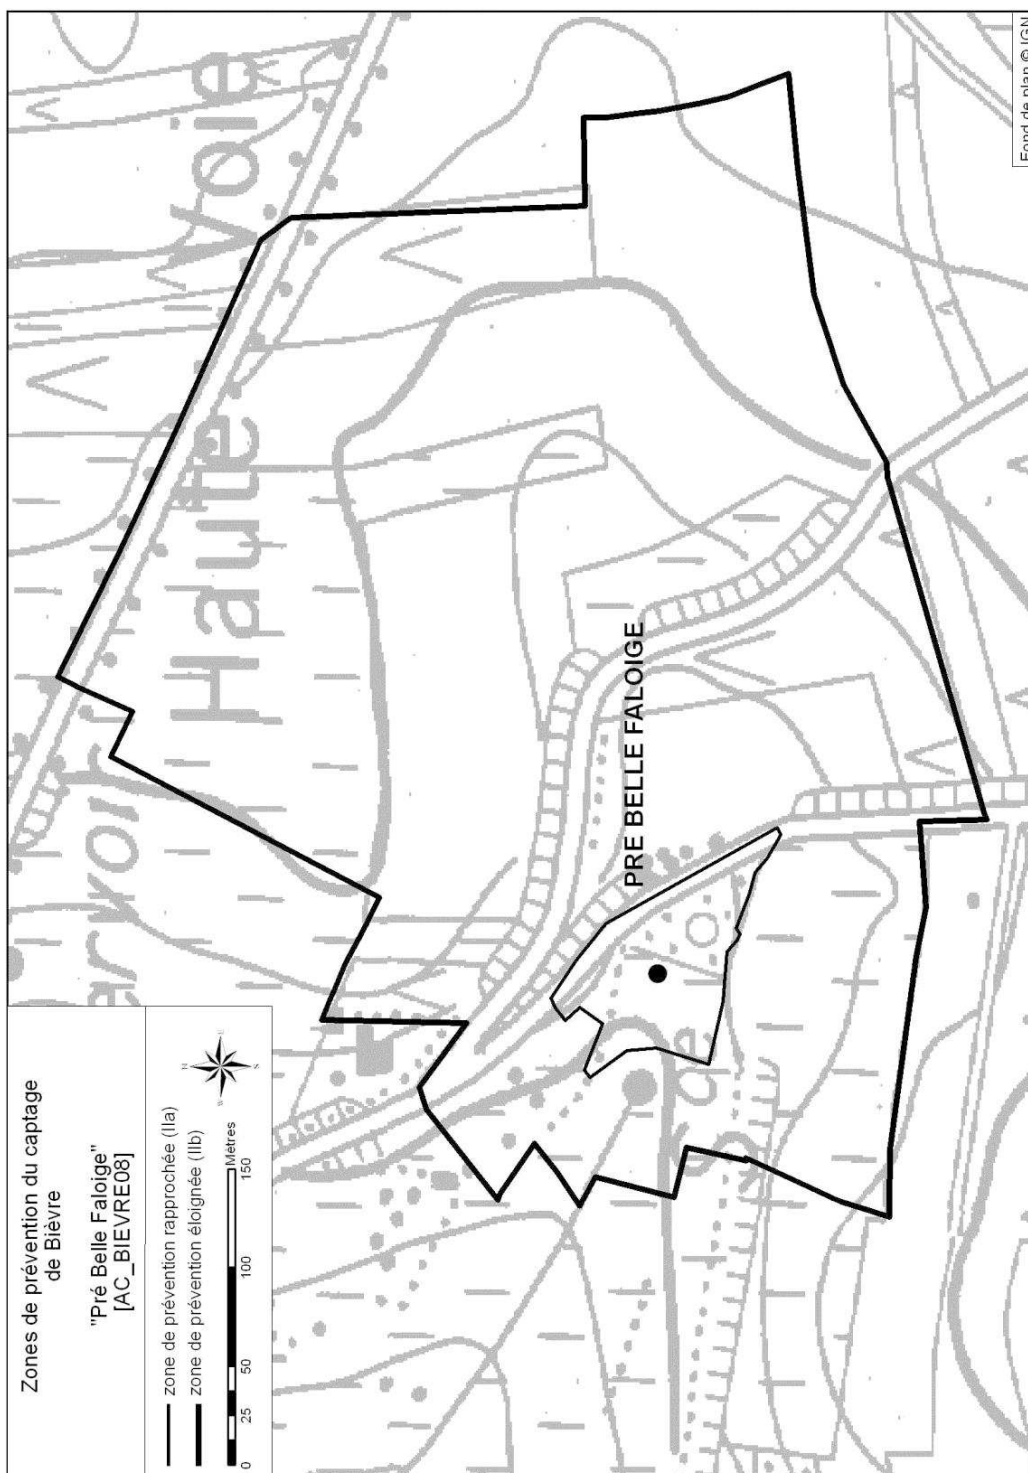 Zones de prévention du captage
de Bièvre
"Pré Belle Faloige"
[AC_BIEVRE08]
zone de prévention rapprochée (IIa)
zone de prévention éloignée (IIb)
0 25 50 100 150
Mètres
Haute Voie
PRE BELLE FALOIGE
Fond de plan © IGN